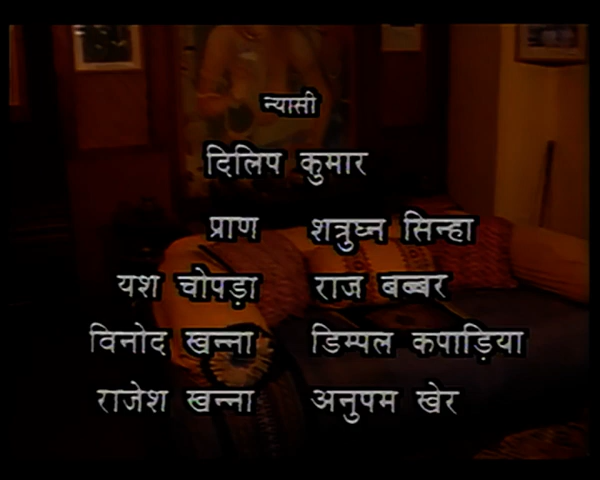 न्यासी
दिलिप कुमार
प्राण शत्रुघ्न सिन्हा
यश चोपड़ा राज बब्बर
विनोद खन्ना डिम्पल कपाड़िया
राजेश खन्ना अनुपम खेर